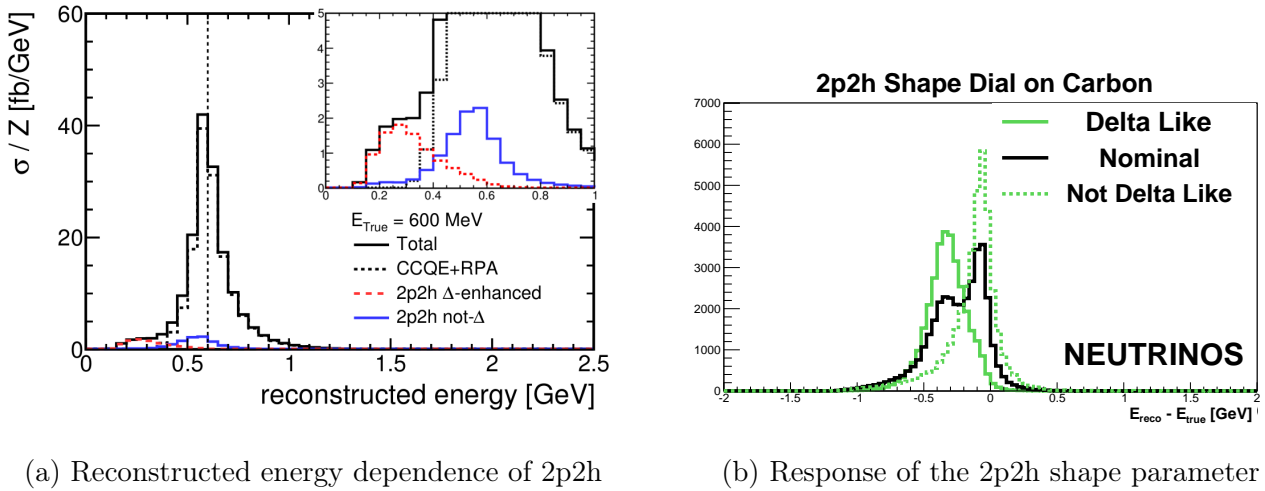 σ / Z [fb/GeV]
60
40
20
0
0 0.5 1 1.5 2 2.5
reconstructed energy [GeV]
5
4
3
2
1
0
0 0.2 0.4 0.6 0.8 1
E_True = 600 MeV
Total
CCQE+RPA
2p2h Δ-enhanced
2p2h not-Δ
(a) Reconstructed energy dependence of 2p2h
2p2h Shape Dial on Carbon
7000
6000
5000
4000
3000
2000
1000
0
Delta Like
Nominal
Not Delta Like
NEUTRINOS
-2 -1.5 -1 -0.5 0 0.5 1 1.5 2
E_reco - E_true [GeV]
(b) Response of the 2p2h shape parameter